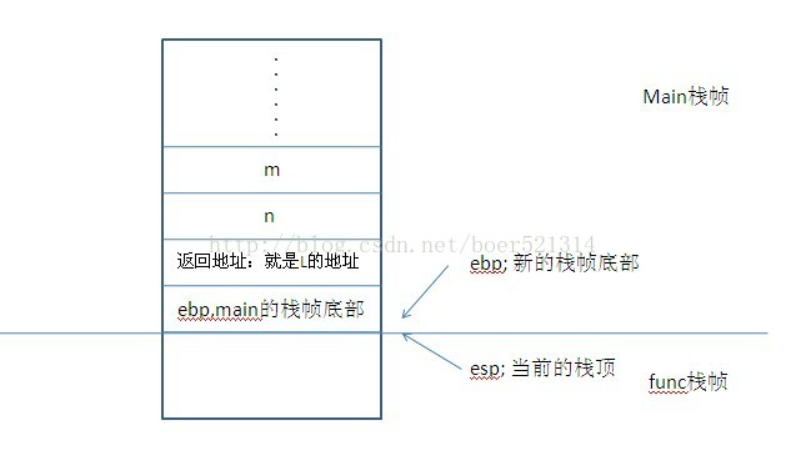 Main栈帧
m
n
http://blog.csdn.net/boer521314
返回地址：就是L的地址
ebp; 新的栈帧底部
ebp,main的栈帧底部
esp; 当前的栈顶
func栈帧